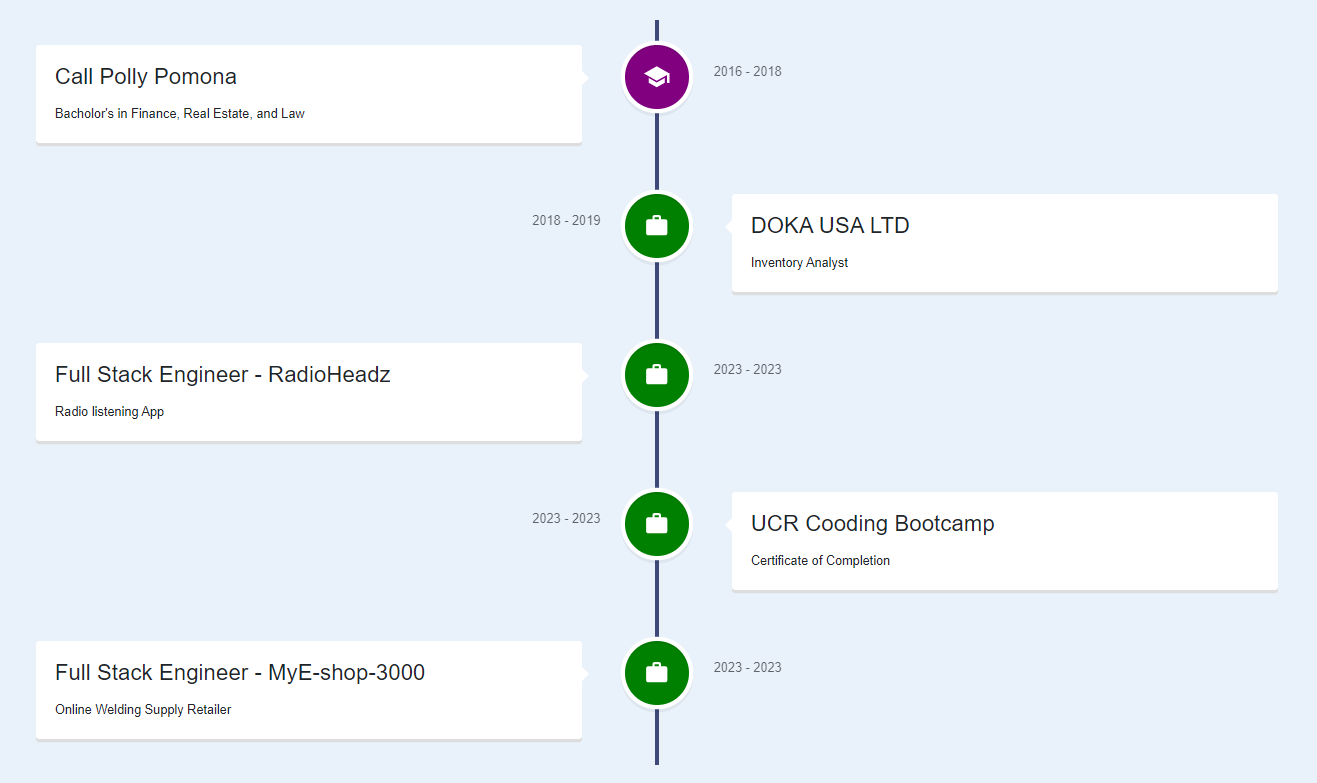 Call Polly Pomona
Bacholor's in Finance, Real Estate, and Law
2016 - 2018
2018 - 2019
DOKA USA LTD
Inventory Analyst
Full Stack Engineer - RadioHeadz
Radio listening App
2023 - 2023
2023 - 2023
UCR Cooding Bootcamp
Certificate of Completion
Full Stack Engineer - MyE-shop-3000
Online Welding Supply Retailer
2023 - 2023